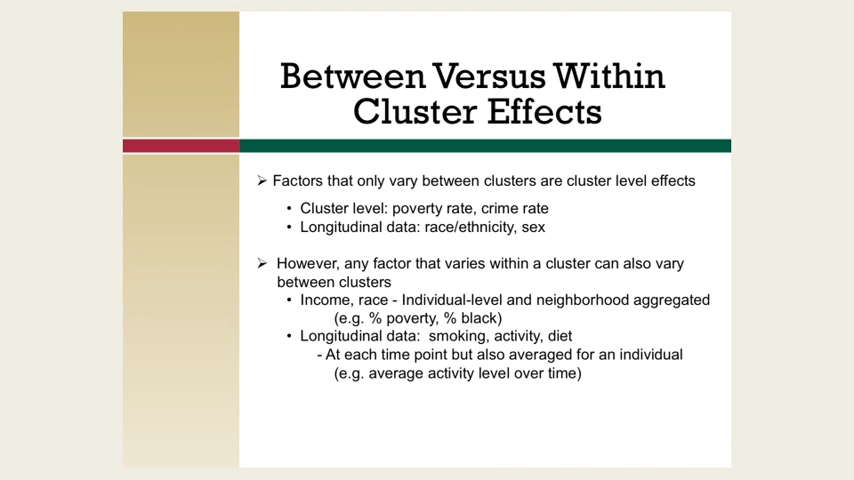 Between Versus Within
Cluster Effects
➢ Factors that only vary between clusters are cluster level effects
• Cluster level: poverty rate, crime rate
• Longitudinal data: race/ethnicity, sex
➢ However, any factor that varies within a cluster can also vary
between clusters
• Income, race - Individual-level and neighborhood aggregated
(e.g. % poverty, % black)
• Longitudinal data: smoking, activity, diet
- At each time point but also averaged for an individual
(e.g. average activity level over time)